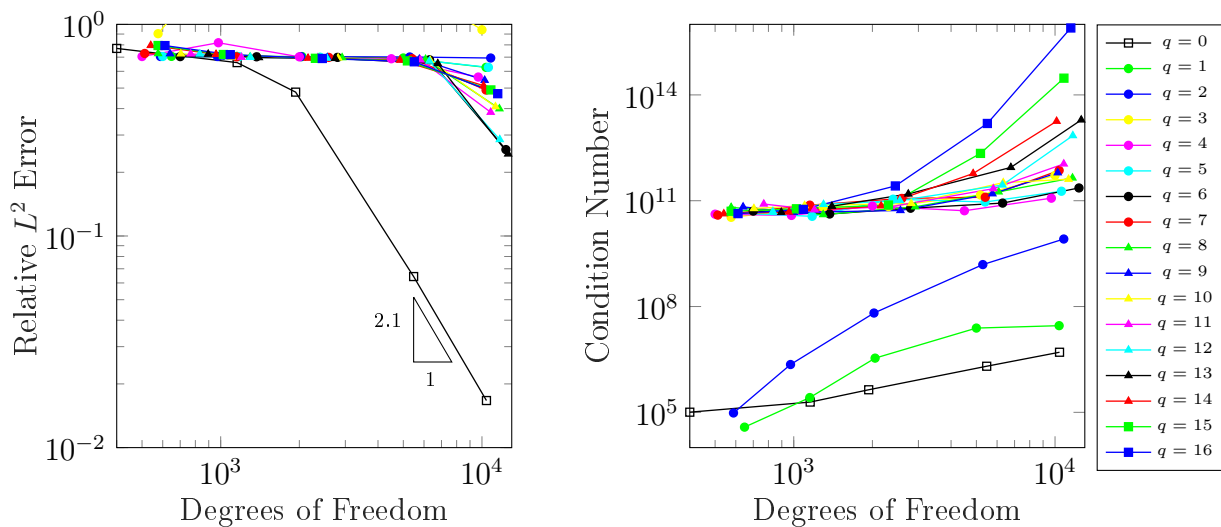 10^0
10^{-1}
10^{-2}
10^3
10^4
Relative L^2 Error
Degrees of Freedom
2.1
1
10^{14}
10^{11}
10^8
10^5
10^3
10^4
Condition Number
Degrees of Freedom
q = 0
q = 1
q = 2
q = 3
q = 4
q = 5
q = 6
q = 7
q = 8
q = 9
q = 10
q = 11
q = 12
q = 13
q = 14
q = 15
q = 16